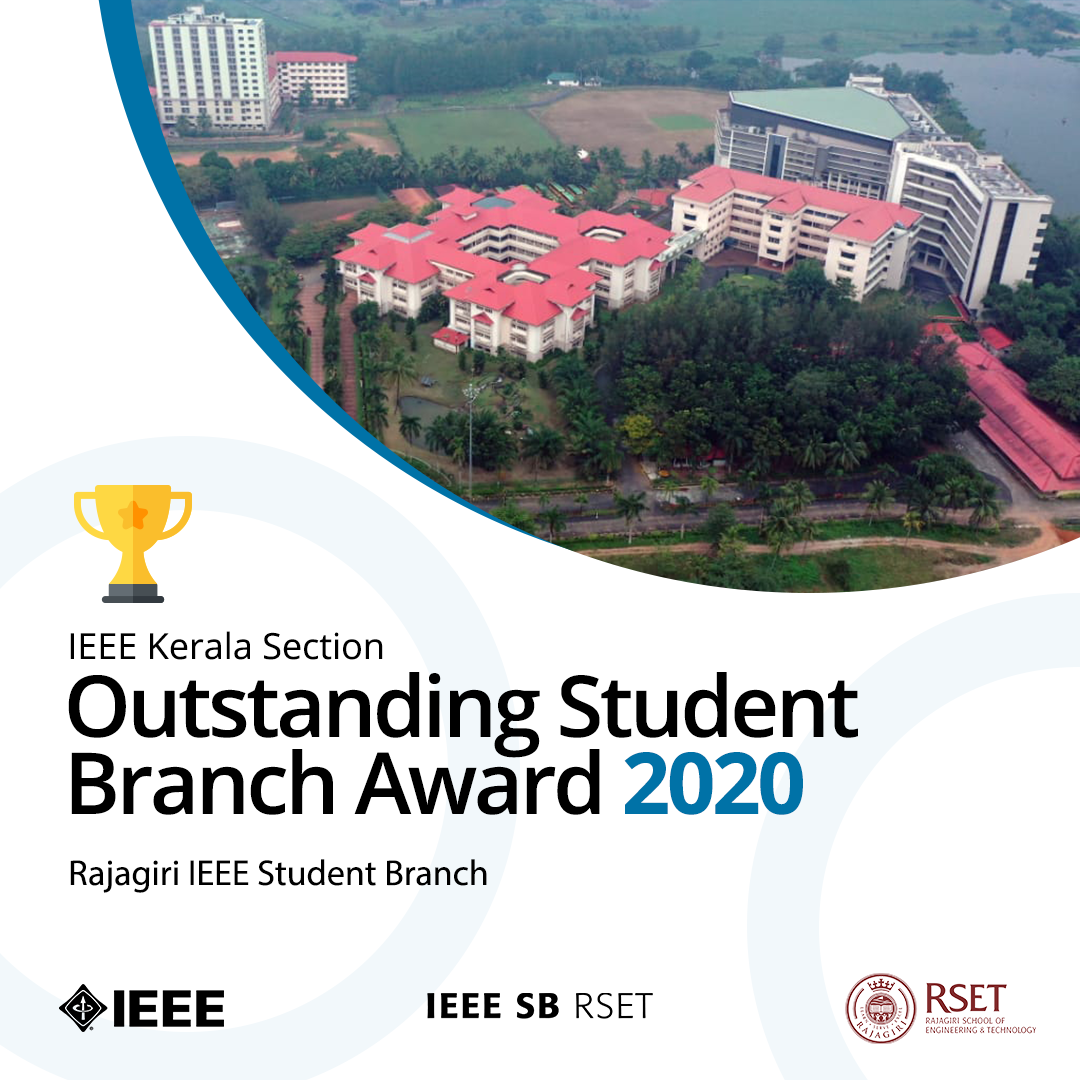 IEEE Kerala Section
Outstanding Student
Branch Award 2020
Rajagiri IEEE Student Branch
IEEE
IEEE SB RSET
RSET
RAJAGIRI SCHOOL OF
ENGINEERING & TECHNOLOGY
RAJAGIRI